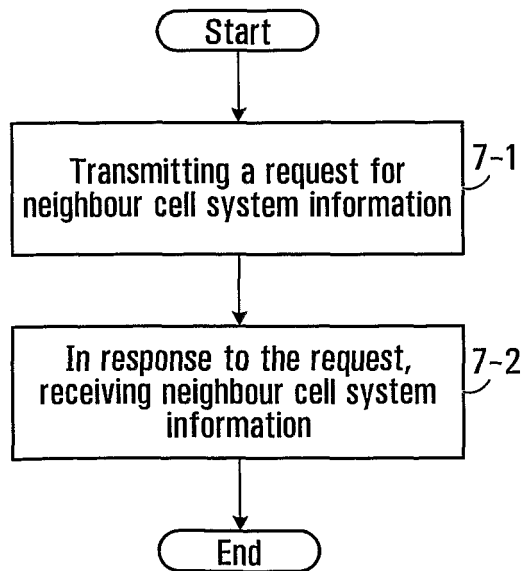 Start
Transmitting a request for
neighbour cell system information
7-1
In response to the request,
receiving neighbour cell system
information
7-2
End